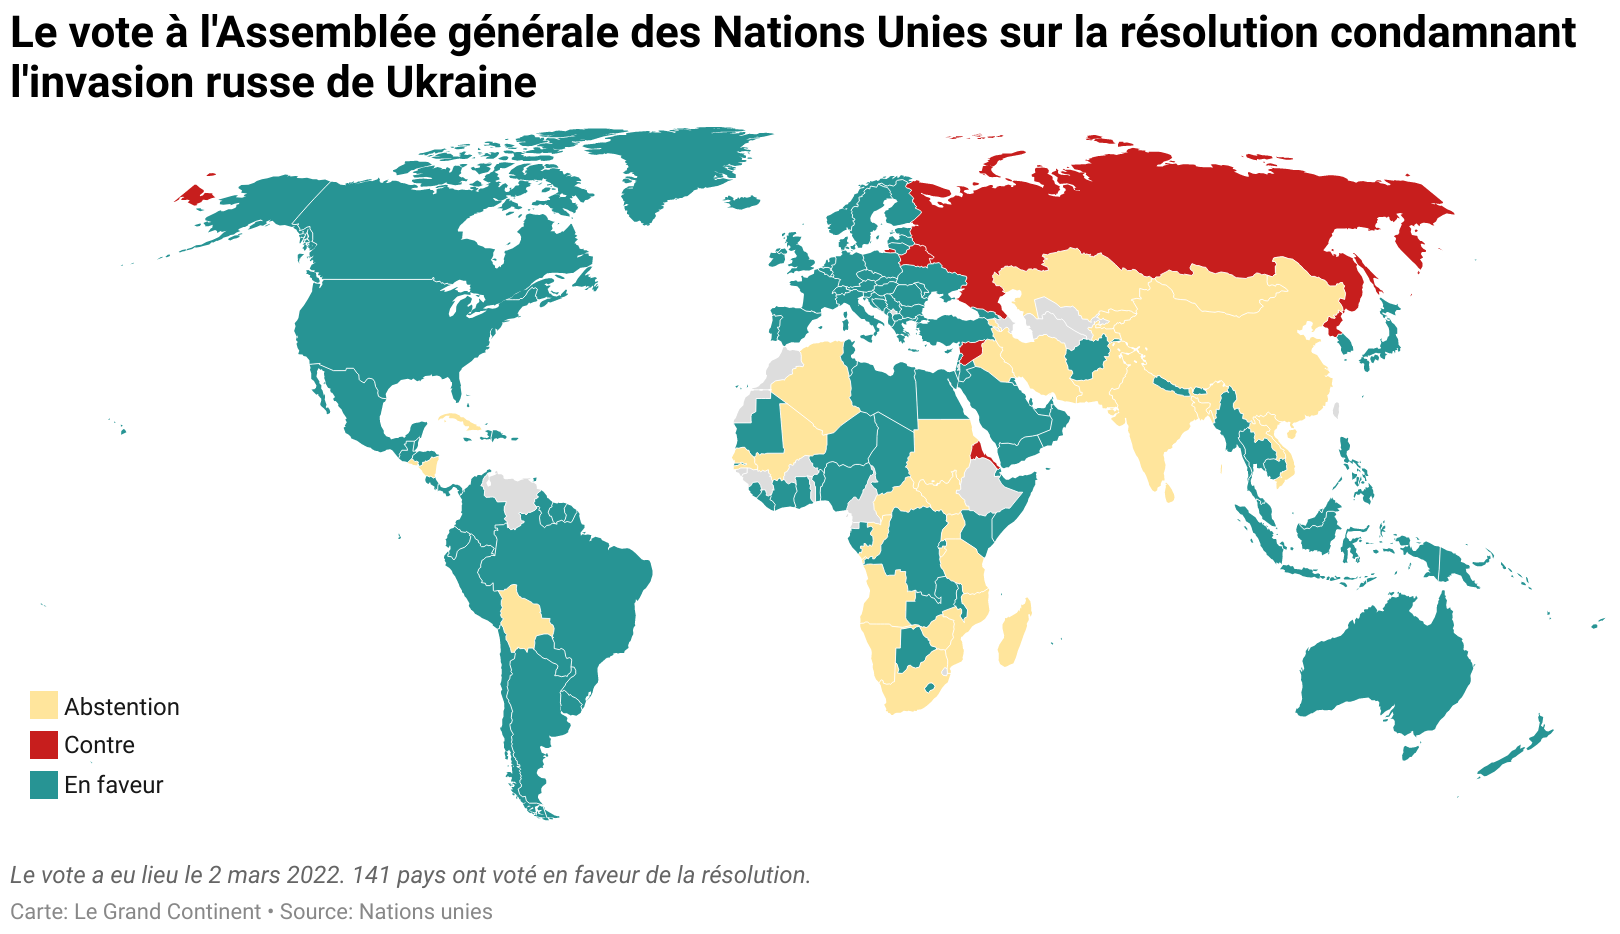 Le vote à l'Assemblée générale des Nations Unies sur la résolution condamnant
l'invasion russe de Ukraine
Abstention
Contre
En faveur
Le vote a eu lieu le 2 mars 2022. 141 pays ont voté en faveur de la résolution.
Carte: Le Grand Continent • Source: Nations unies